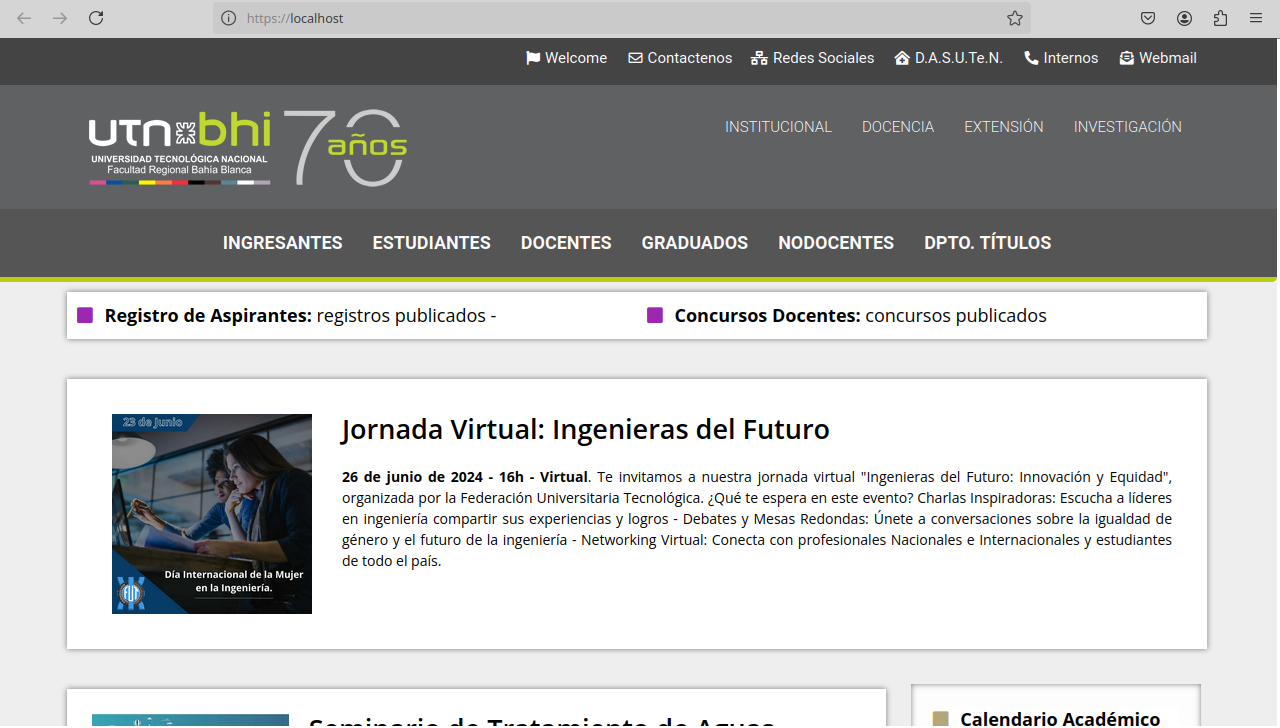 https://localhost
Welcome Contactenos Redes Sociales D.A.S.U.Te.N. Internos Webmail
utn bhi 70 años
UNIVERSIDAD TECNOLÓGICA NACIONAL
Facultad Regional Bahía Blanca
INSTITUCIONAL DOCENCIA EXTENSIÓN INVESTIGACIÓN
INGRESANTES ESTUDIANTES DOCENTES GRADUADOS NODOCENTES DPTO. TÍTULOS
Registro de Aspirantes: registros publicados -
Concursos Docentes: concursos publicados
23 de Junio
Día Internacional de la Mujer
en la Ingeniería.
FUT
Jornada Virtual: Ingenieras del Futuro
26 de junio de 2024 - 16h - Virtual. Te invitamos a nuestra jornada virtual "Ingenieras del Futuro: Innovación y Equidad",
organizada por la Federación Universitaria Tecnológica. ¿Qué te espera en este evento? Charlas Inspiradoras: Escucha a líderes
en ingeniería compartir sus experiencias y logros - Debates y Mesas Redondas: Únete a conversaciones sobre la igualdad de
género y el futuro de la ingeniería - Networking Virtual: Conecta con profesionales Nacionales e Internacionales y estudiantes
de todo el país.
Seminario de Tratamiento de Aguas
Calendario Académico